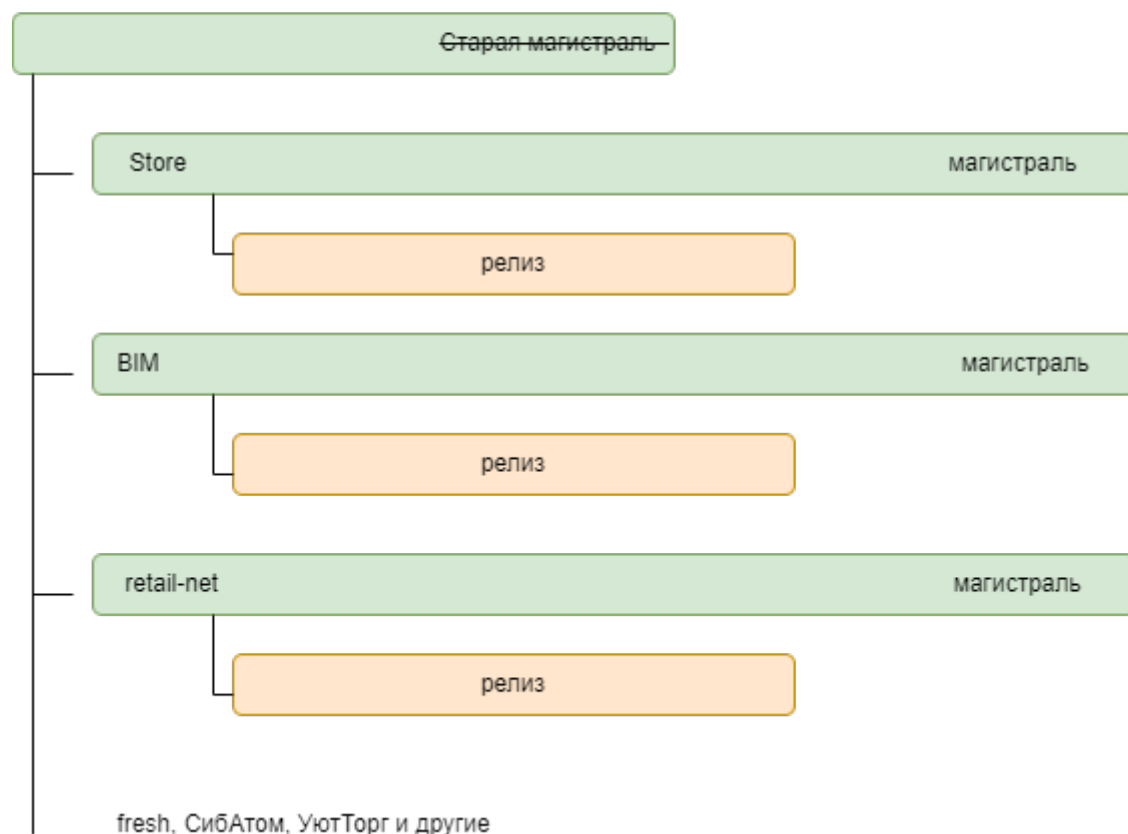 Старая магистраль
Store магистраль
релиз
BIM магистраль
релиз
retail-net магистраль
релиз
fresh, СибАтом, УютТорг и другие